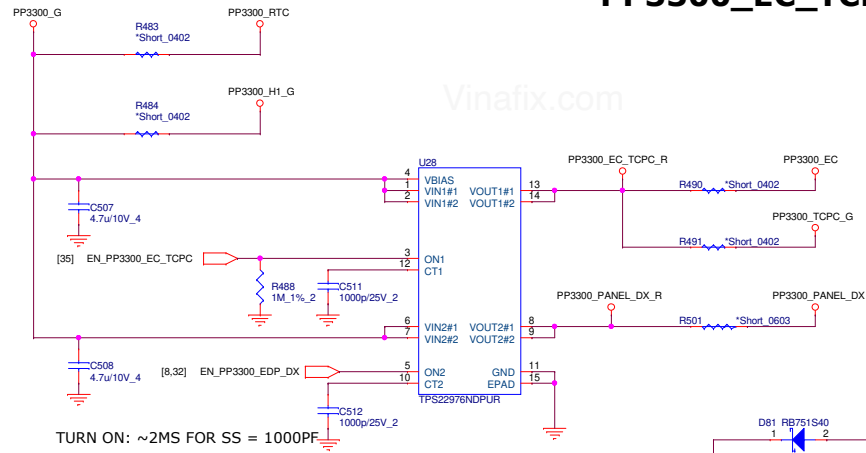 PP3300_EC_TCP
PP3300_G
PP3300_RTC
R483
*Short_0402
PP3300_H1_G
R484
*Short_0402
Vinafix.com
U28
4 VBIAS
1 VIN1#1 VOUT1#1 13
2 VIN1#2 VOUT1#2 14
PP3300_EC_TCPC_R
PP3300_EC
R490 *Short_0402
PP3300_TCPC_G
R491 *Short_0402
C507
4.7u/10V_4
[35] EN_PP3300_EC_TCPC
3 ON1
12 CT1
R488
1M_1%_2
C511
1000p/25V_2
6 VIN2#1 VOUT2#1 8
7 VIN2#2 VOUT2#2 9
PP3300_PANEL_DX_R
PP3300_PANEL_DX
R501 *Short_0603
C508
4.7u/10V_4
[8,32] EN_PP3300_EDP_DX
5 ON2 GND 11
10 CT2 EPAD 15
TPS22976NDPUR
C512
1000p/25V_2
TURN ON: ~2MS FOR SS = 1000PF
D81 RB751S40
1 2